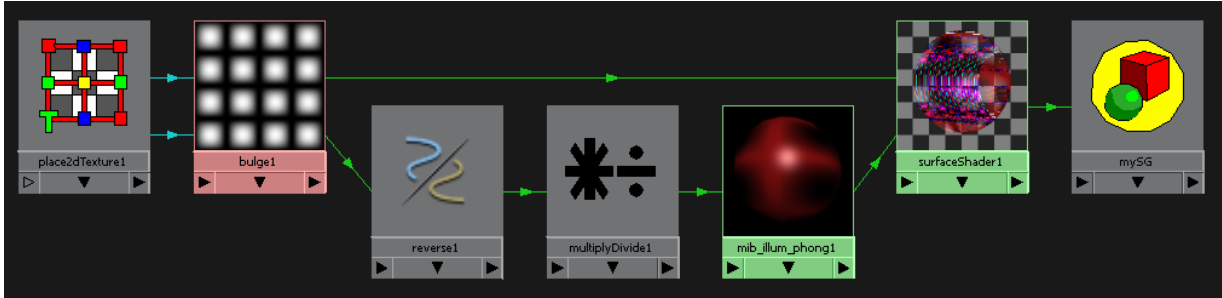 place2dTexture1
bulge1
surfaceShader1
mySG
reverse1
multiplyDivide1
mib_illum_phong1